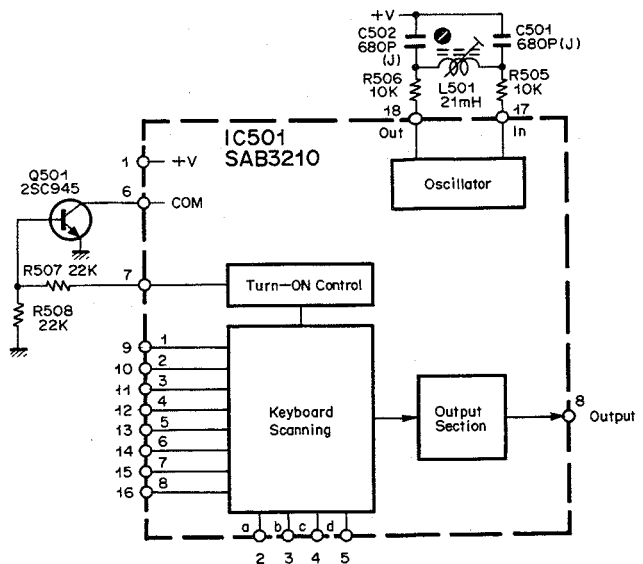 +V
C502
680P
(J)
C501
680P(J)
R506
10K
L501
21mH
R505
10K
18
Out
17
In
IC501
SAB3210
Oscillator
Q501
2SC945
1
+V
6
COM
R507 22K
7
R508
22K
Turn-ON Control
9 1
10 2
11 3
12 4
13 5
14 6
15 7
16 8
Keyboard
Scanning
Output
Section
8
Output
a b c d
2 3 4 5